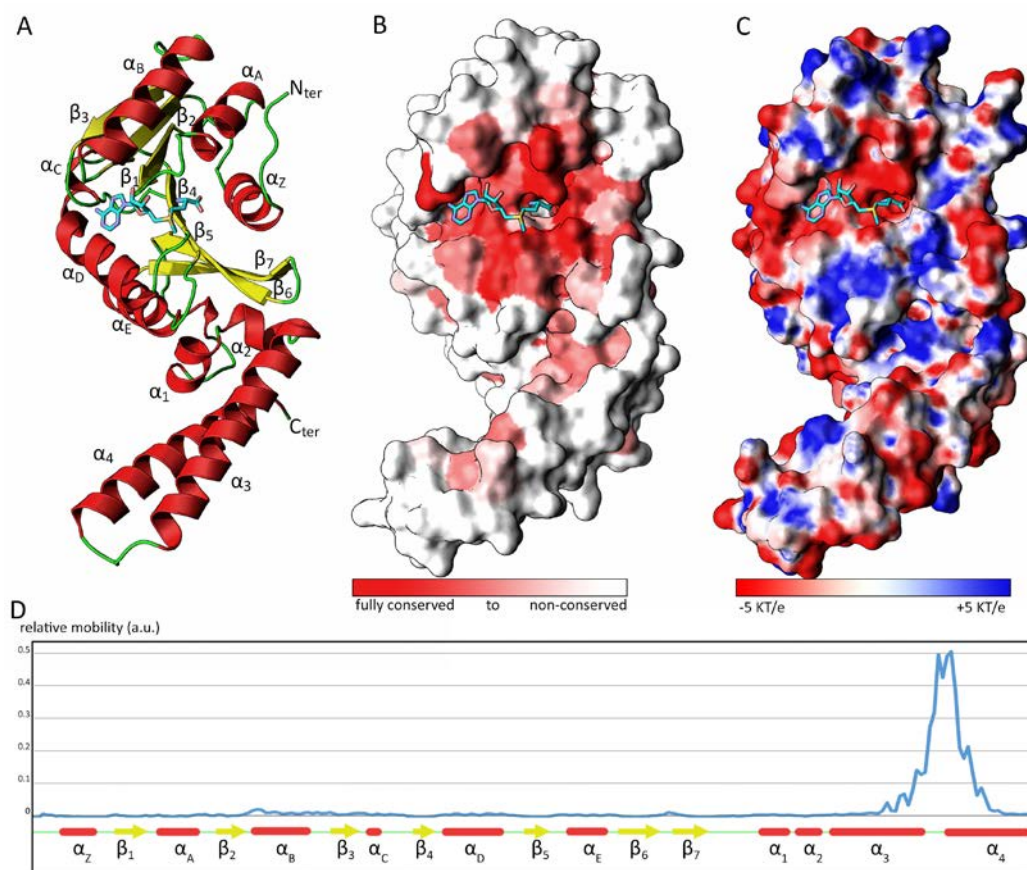 A
B
C
αB
αA
Nter
β3
β2
αC
αZ
β1
β4
β5
αD
β7
β6
αE
α2
α1
Cter
α4
α3
fully conserved to non-conserved
-5 KT/e +5 KT/e
D
relative mobility (a.u.)
0.5
0.4
0.3
0.2
0.1
0
αZ β1 αA β2 αB β3 αC β4 αD β5 αE β6 β7 α1 α2 α3 α4